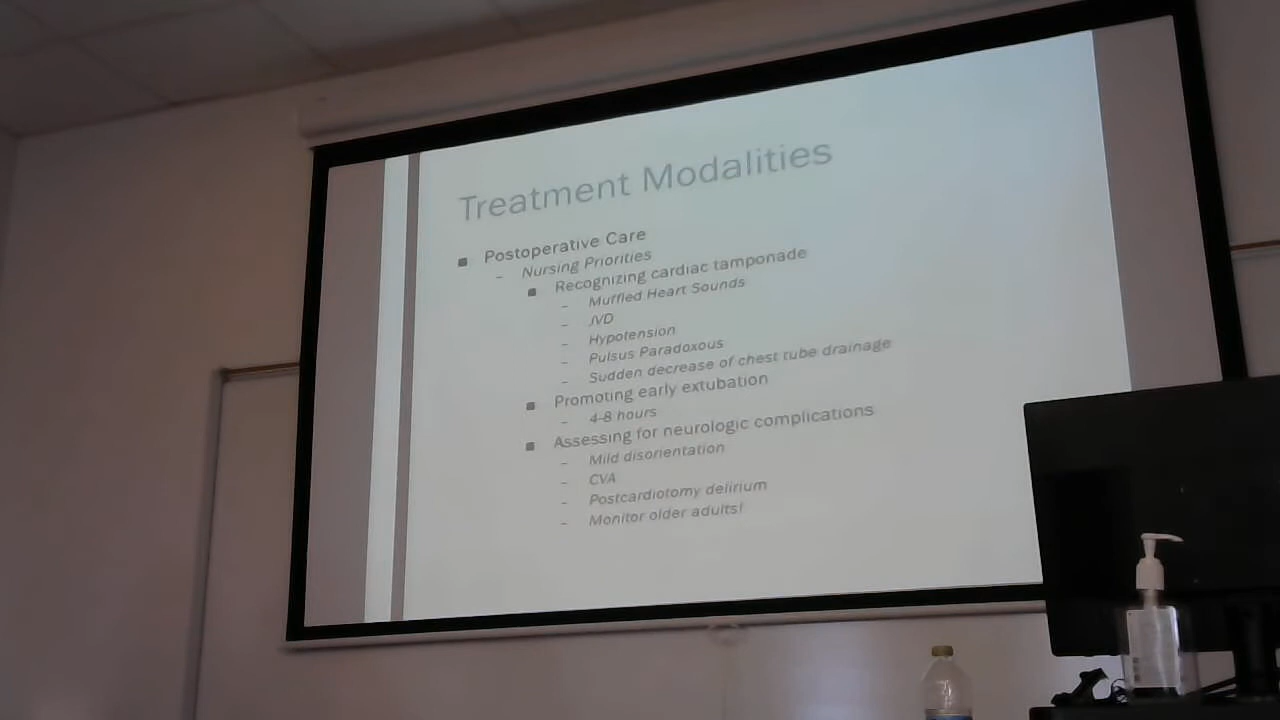 Treatment Modalities
■ Postoperative Care
– Nursing Priorities
■ Recognizing cardiac tamponade
– Muffled Heart Sounds
– JVD
– Hypotension
– Pulsus Paradoxous
– Sudden decrease of chest tube drainage
■ Promoting early extubation
– 4-8 hours
■ Assessing for neurologic complications
– Mild disorientation
– CVA
– Postcardiotomy delirium
– Monitor older adults!